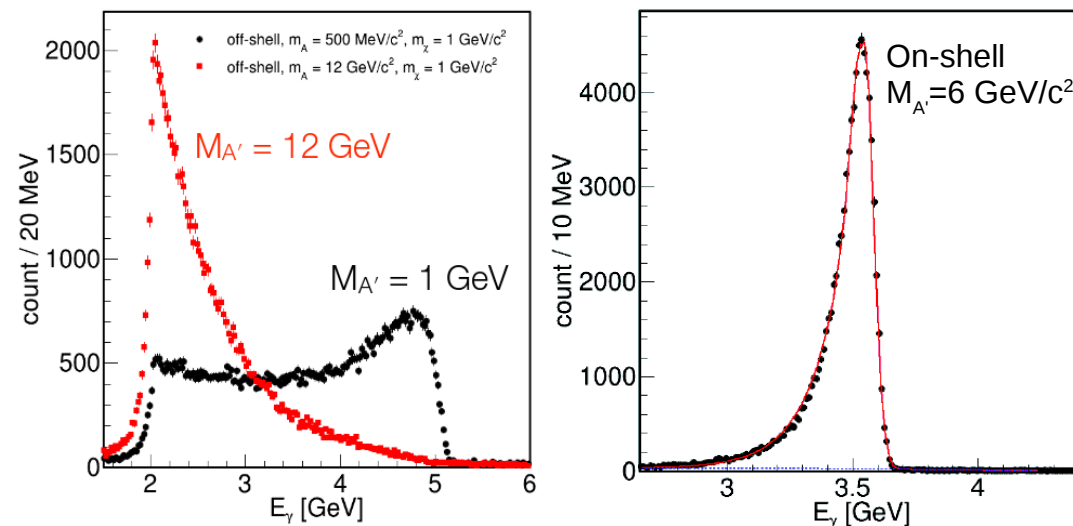 count / 20 MeV
2000
1500
1000
500
0
off-shell, m_A = 500 MeV/c², m_χ = 1 GeV/c²
off-shell, m_A = 12 GeV/c², m_χ = 1 GeV/c²
M_A′ = 12 GeV
M_A′ = 1 GeV
2 3 4 5 6
E_γ [GeV]
count / 10 MeV
4000
3000
2000
1000
0
On-shell
M_A'=6 GeV/c²
3 3.5 4
E_γ [GeV]